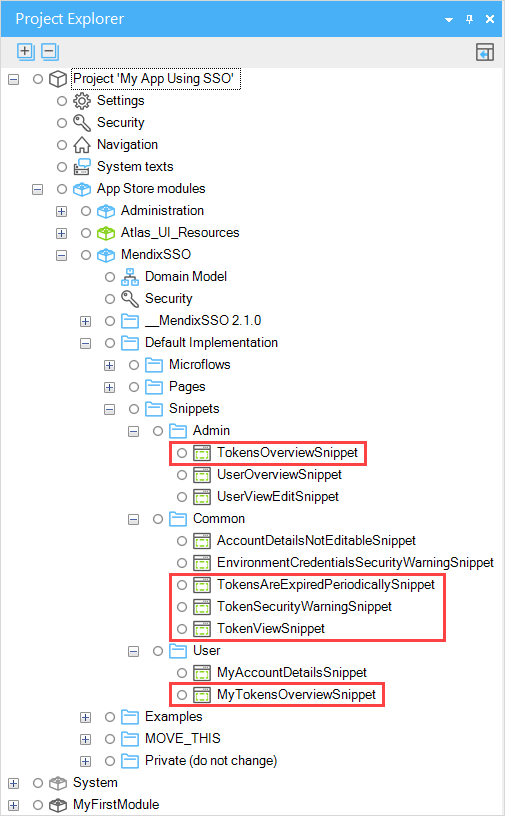 Project Explorer
Project 'My App Using SSO'
Settings
Security
Navigation
System texts
App Store modules
Administration
Atlas_UI_Resources
MendixSSO
Domain Model
Security
__MendixSSO 2.1.0
Default Implementation
Microflows
Pages
Snippets
Admin
TokensOverviewSnippet
UserOverviewSnippet
UserViewEditSnippet
Common
AccountDetailsNotEditableSnippet
EnvironmentCredentialsSecurityWarningSnippet
TokensAreExpiredPeriodicallySnippet
TokenSecurityWarningSnippet
TokenViewSnippet
User
MyAccountDetailsSnippet
MyTokensOverviewSnippet
Examples
MOVE_THIS
Private (do not change)
System
MyFirstModule